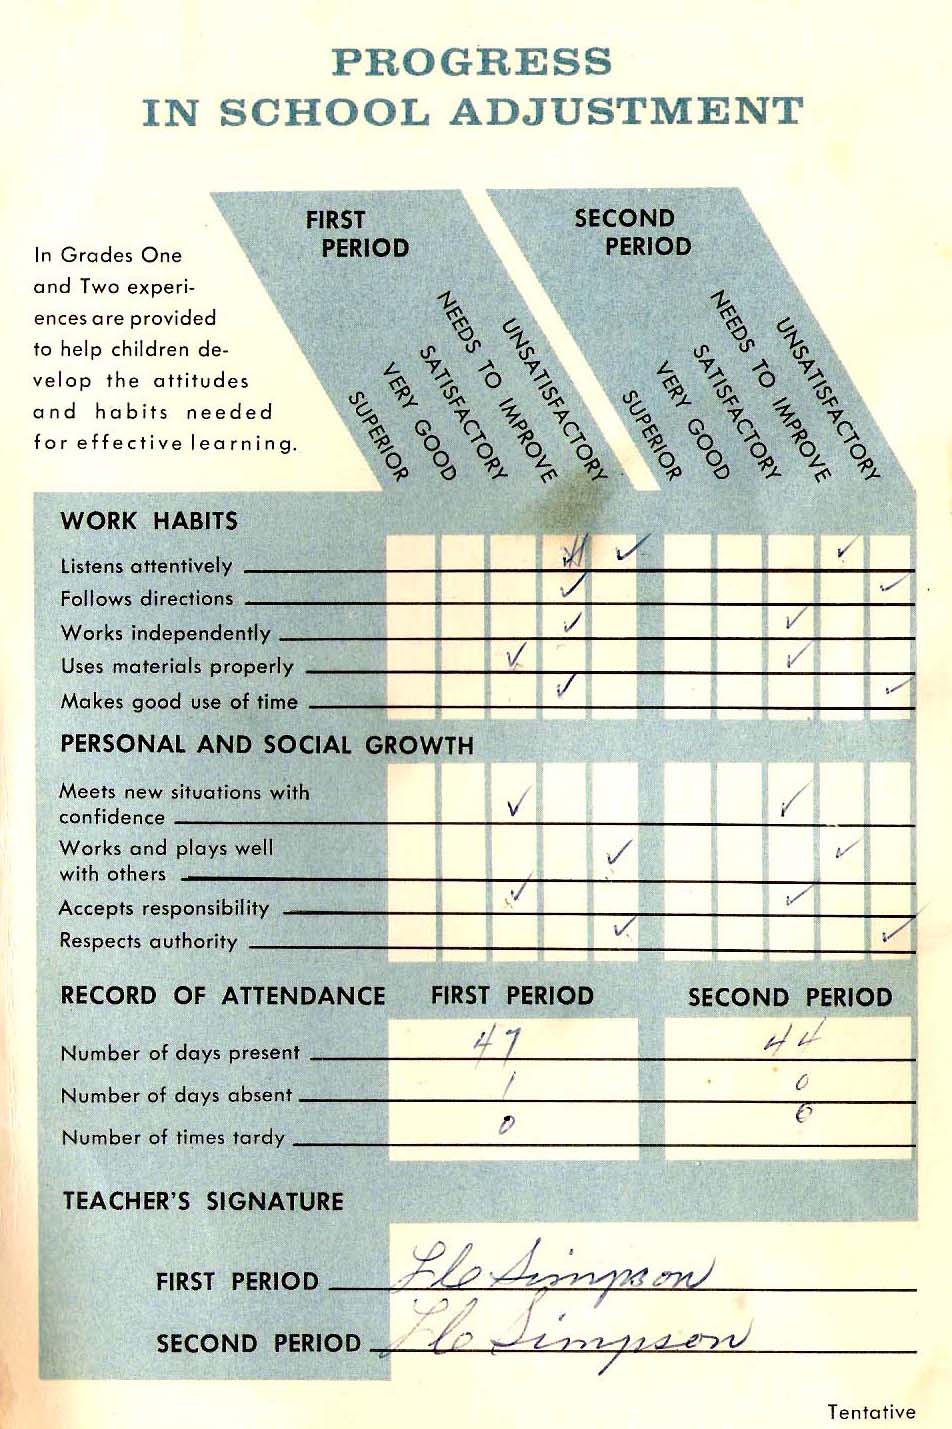 PROGRESS
IN SCHOOL ADJUSTMENT
In Grades One
and Two experi-
ences are provided
to help children de-
velop the attitudes
and habits needed
for effective learning.
FIRST
PERIOD
SUPERIOR
VERY GOOD
SATISFACTORY
NEEDS TO IMPROVE
UNSATISFACTORY
SECOND
PERIOD
SUPERIOR
VERY GOOD
SATISFACTORY
NEEDS TO IMPROVE
UNSATISFACTORY
WORK HABITS
Listens attentively
Follows directions
Works independently
Uses materials properly
Makes good use of time
PERSONAL AND SOCIAL GROWTH
Meets new situations with
confidence
Works and plays well
with others
Accepts responsibility
Respects authority
RECORD OF ATTENDANCE FIRST PERIOD SECOND PERIOD
Number of days present 47 44
Number of days absent 1 0
Number of times tardy 0 0
TEACHER'S SIGNATURE
FIRST PERIOD Flo Simpson
SECOND PERIOD Flo Simpson
Tentative